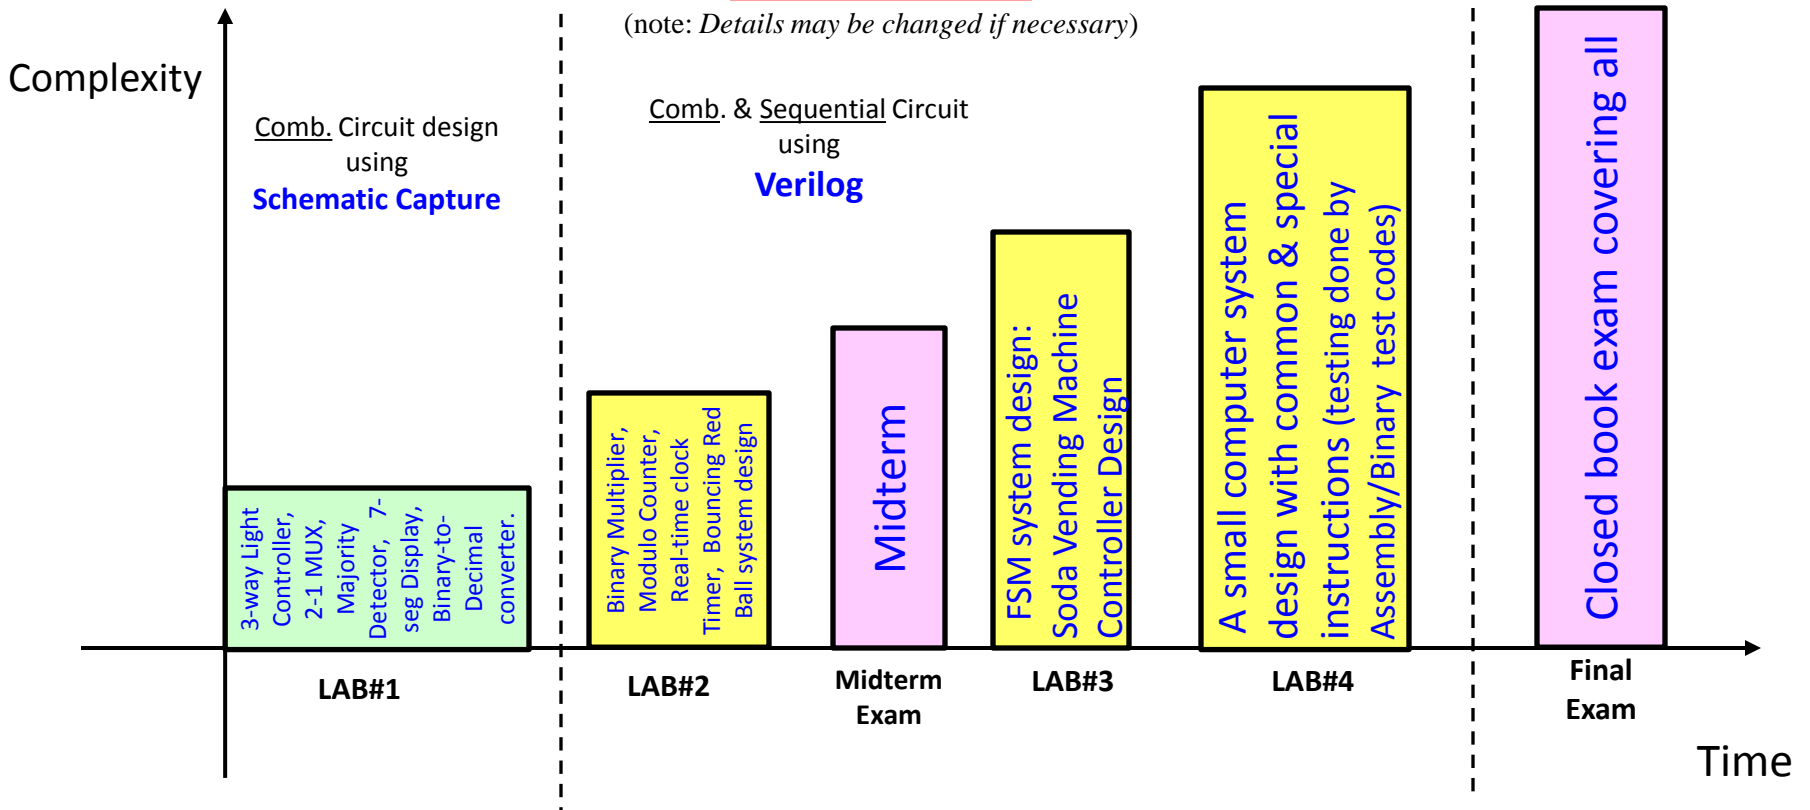 (note: Details may be changed if necessary)
Complexity
Comb. Circuit design
using
Schematic Capture
Comb. & Sequential Circuit
using
Verilog
3-way Light
Controller,
2-1 MUX,
Majority
Detector, 7-
seg Display,
Binary-to-
Decimal
converter.
Binary Multiplier,
Modulo Counter,
Real-time clock
Timer, Bouncing Red
Ball system design
Midterm
FSM system design:
Soda Vending Machine
Controller Design
A small computer system
design with common & special
instructions (testing done by
Assembly/Binary test codes)
Closed book exam covering all
LAB#1
LAB#2
Midterm
Exam
LAB#3
LAB#4
Final
Exam
Time